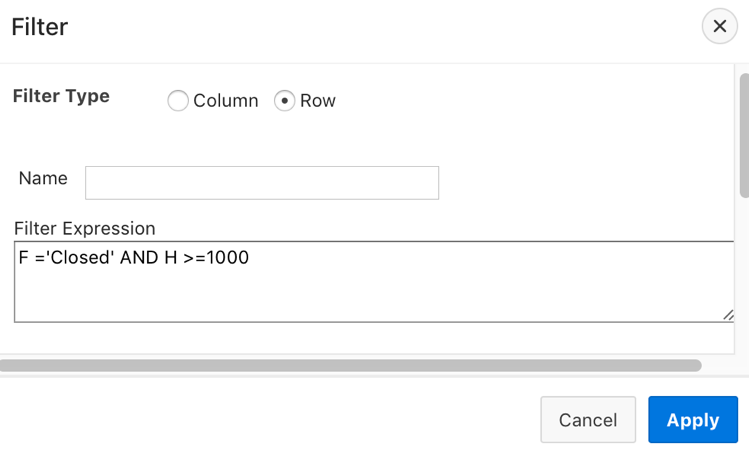 Filter
Filter Type Column Row
Name
Filter Expression
F ='Closed' AND H >=1000
Cancel Apply